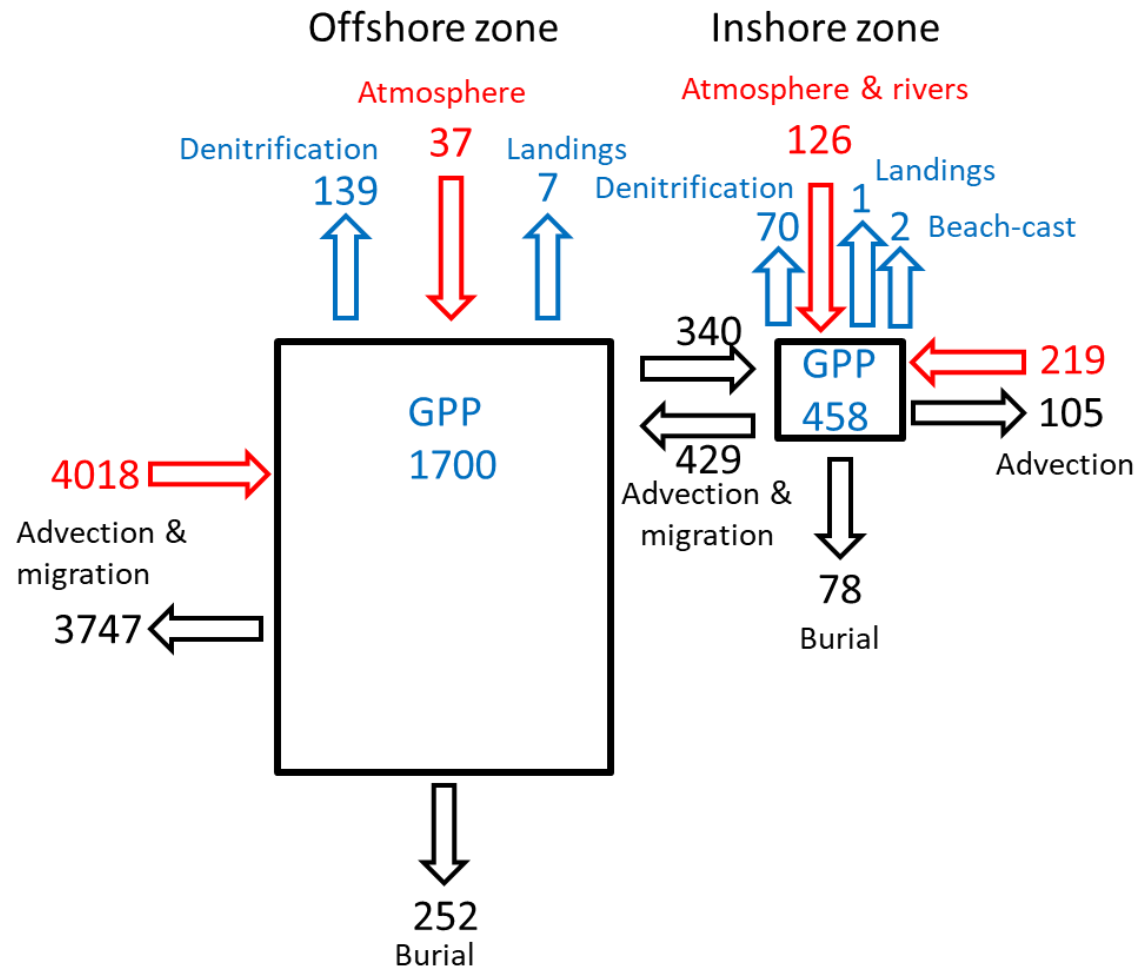 Offshore zone
Inshore zone
Atmosphere
37
Atmosphere & rivers
126
Denitrification
139
Landings
7
Denitrification
70
Landings
1
2
Beach-cast
340
GPP
458
219
105
Advection
GPP
1700
429
Advection &
migration
4018
Advection &
migration
3747
78
Burial
252
Burial